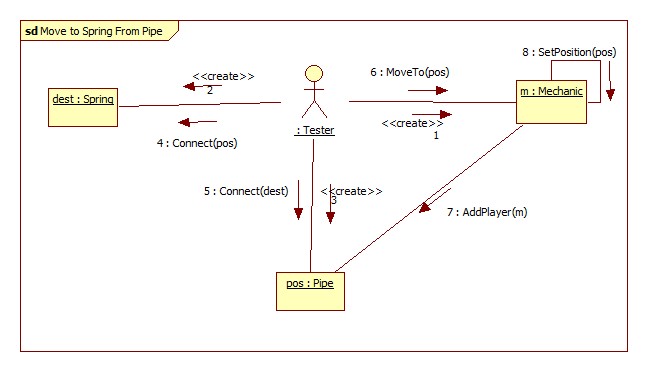 sd Move to Spring From Pipe
8 : SetPosition(pos)
<<create>>
2
6 : MoveTo(pos)
dest : Spring
m : Mechanic
: Tester
<<create>>
1
4 : Connect(pos)
5 : Connect(dest)
<<create>>
3
7 : AddPlayer(m)
pos : Pipe